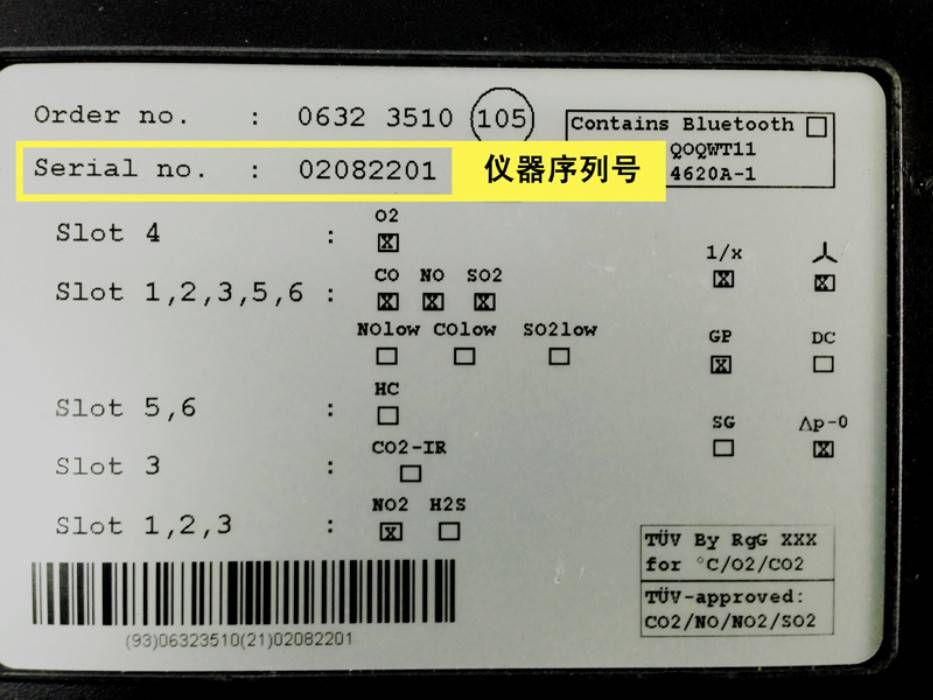 Order no. : 0632 3510 105
Contains Bluetooth
QOQWT11
4620A-1
Serial no. : 02082201 仪器序列号
Slot 4 : O2
Slot 1,2,3,5,6 : CO NO SO2
NOlow COlow SO2low
Slot 5,6 : HC
Slot 3 : CO2-IR
Slot 1,2,3 : NO2 H2S
1/x
GP DC
SG Δp-0
TÜV By RgG XXX
for °C/O2/CO2
TÜV-approved:
CO2/NO/NO2/SO2
(93)06323510(21)02082201